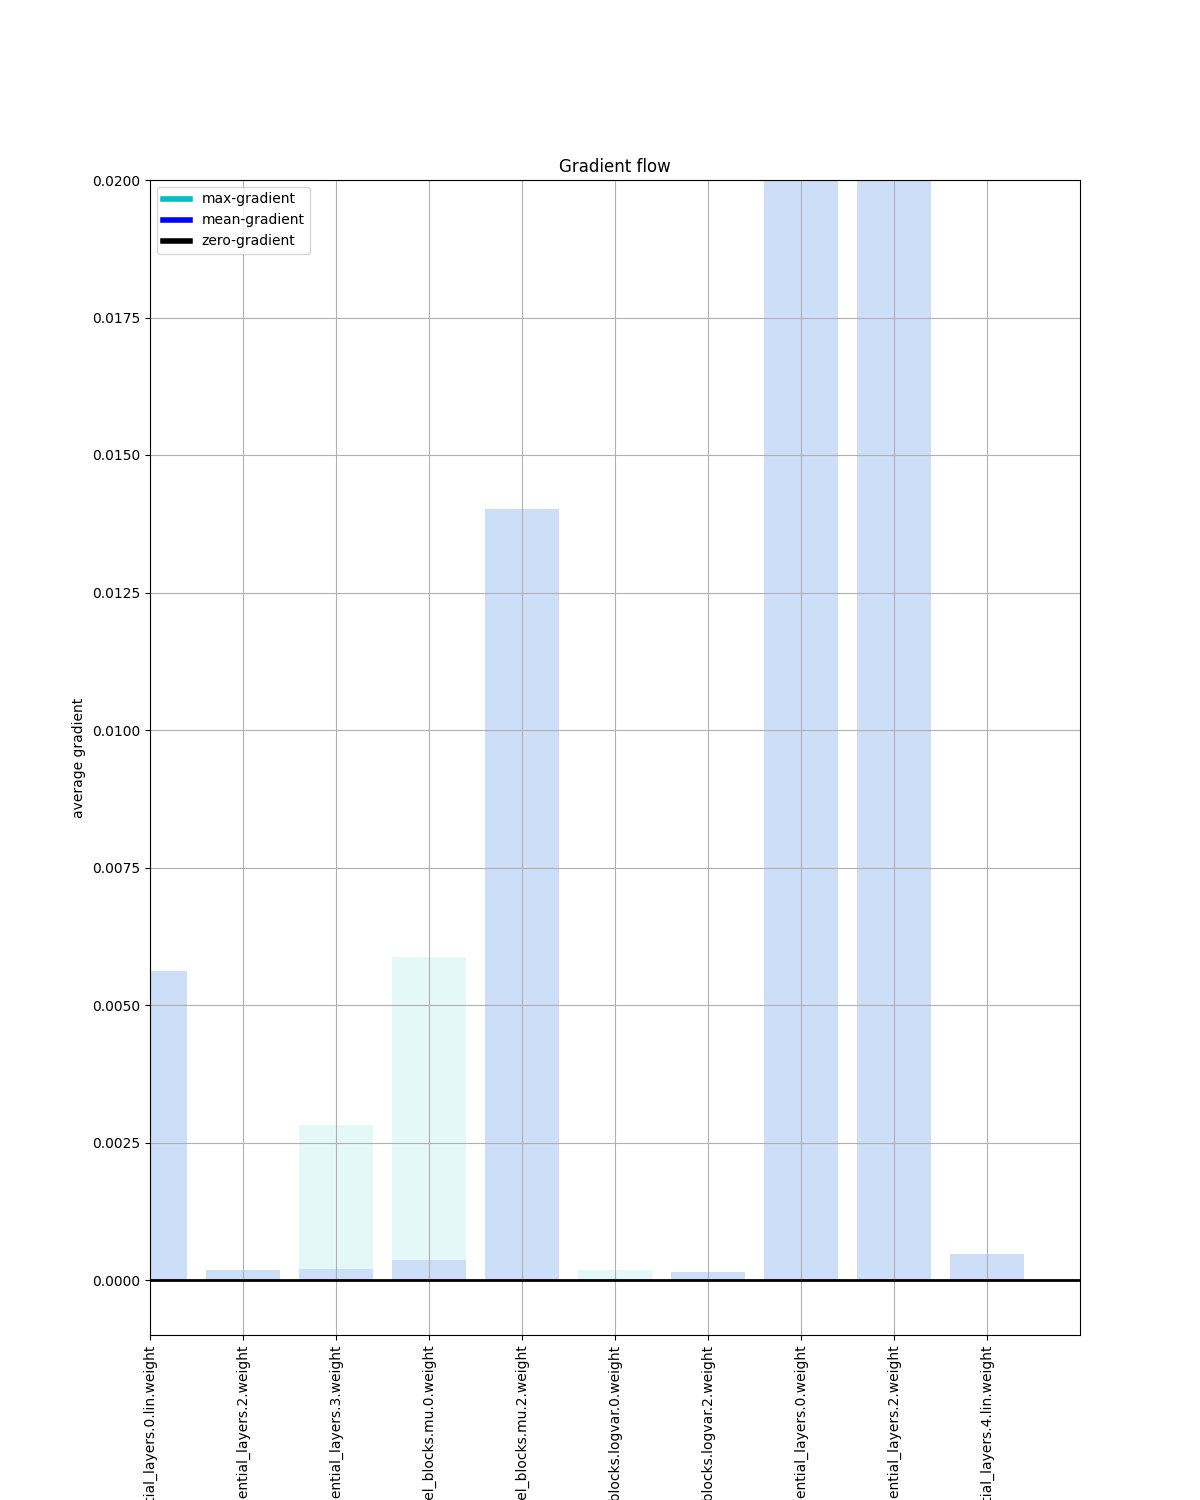 Gradient flow
max-gradient
mean-gradient
zero-gradient
0.0200
0.0175
0.0150
0.0125
0.0100
0.0075
0.0050
0.0025
0.0000
average gradient
tial_layers.0.lin.weight
ential_layers.2.weight
ential_layers.3.weight
el_blocks.mu.0.weight
el_blocks.mu.2.weight
blocks.logvar.0.weight
blocks.logvar.2.weight
ential_layers.0.weight
ential_layers.2.weight
tial_layers.4.lin.weight